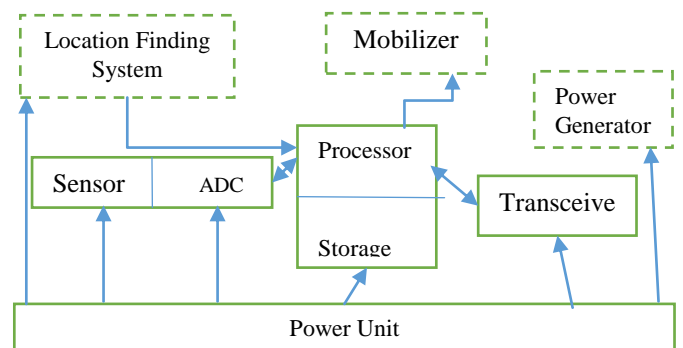 Location Finding
System
Mobilizer
Power
Generator
Processor
Sensor
ADC
Transceive
Storage
Power Unit